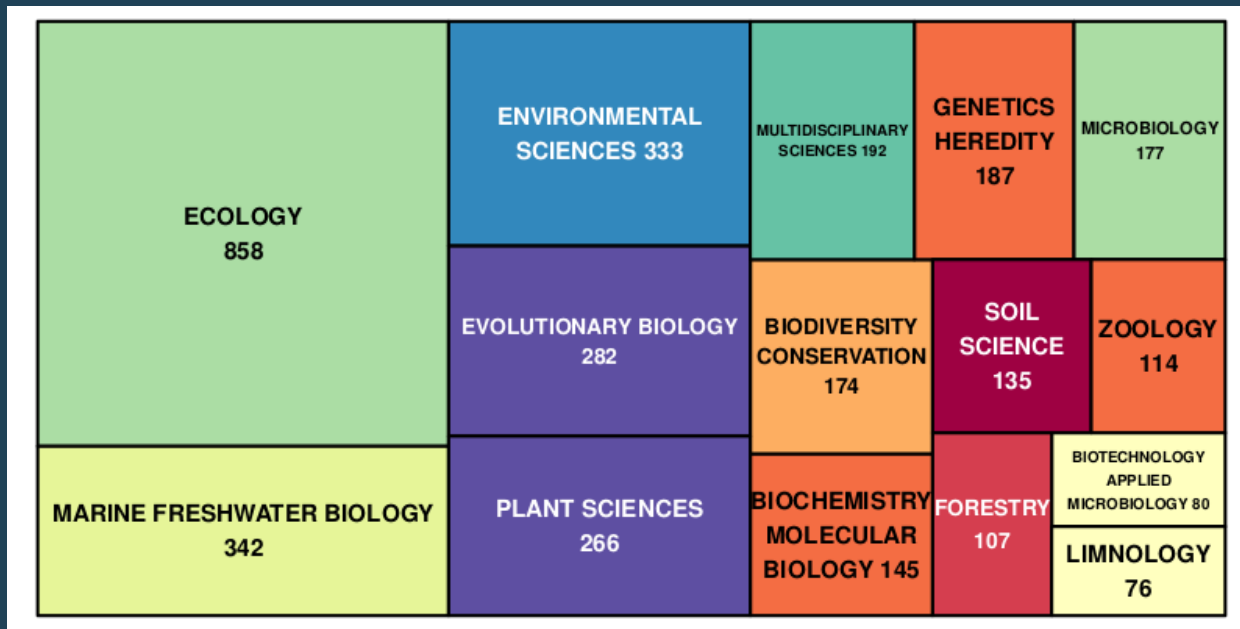 ECOLOGY
858
MARINE FRESHWATER BIOLOGY
342
ENVIRONMENTAL
SCIENCES 333
EVOLUTIONARY BIOLOGY
282
PLANT SCIENCES
266
MULTIDISCIPLINARY
SCIENCES 192
GENETICS
HEREDITY
187
MICROBIOLOGY
177
BIODIVERSITY
CONSERVATION
174
SOIL
SCIENCE
135
ZOOLOGY
114
BIOCHEMISTRY
MOLECULAR
BIOLOGY 145
FORESTRY
107
BIOTECHNOLOGY
APPLIED
MICROBIOLOGY 80
LIMNOLOGY
76